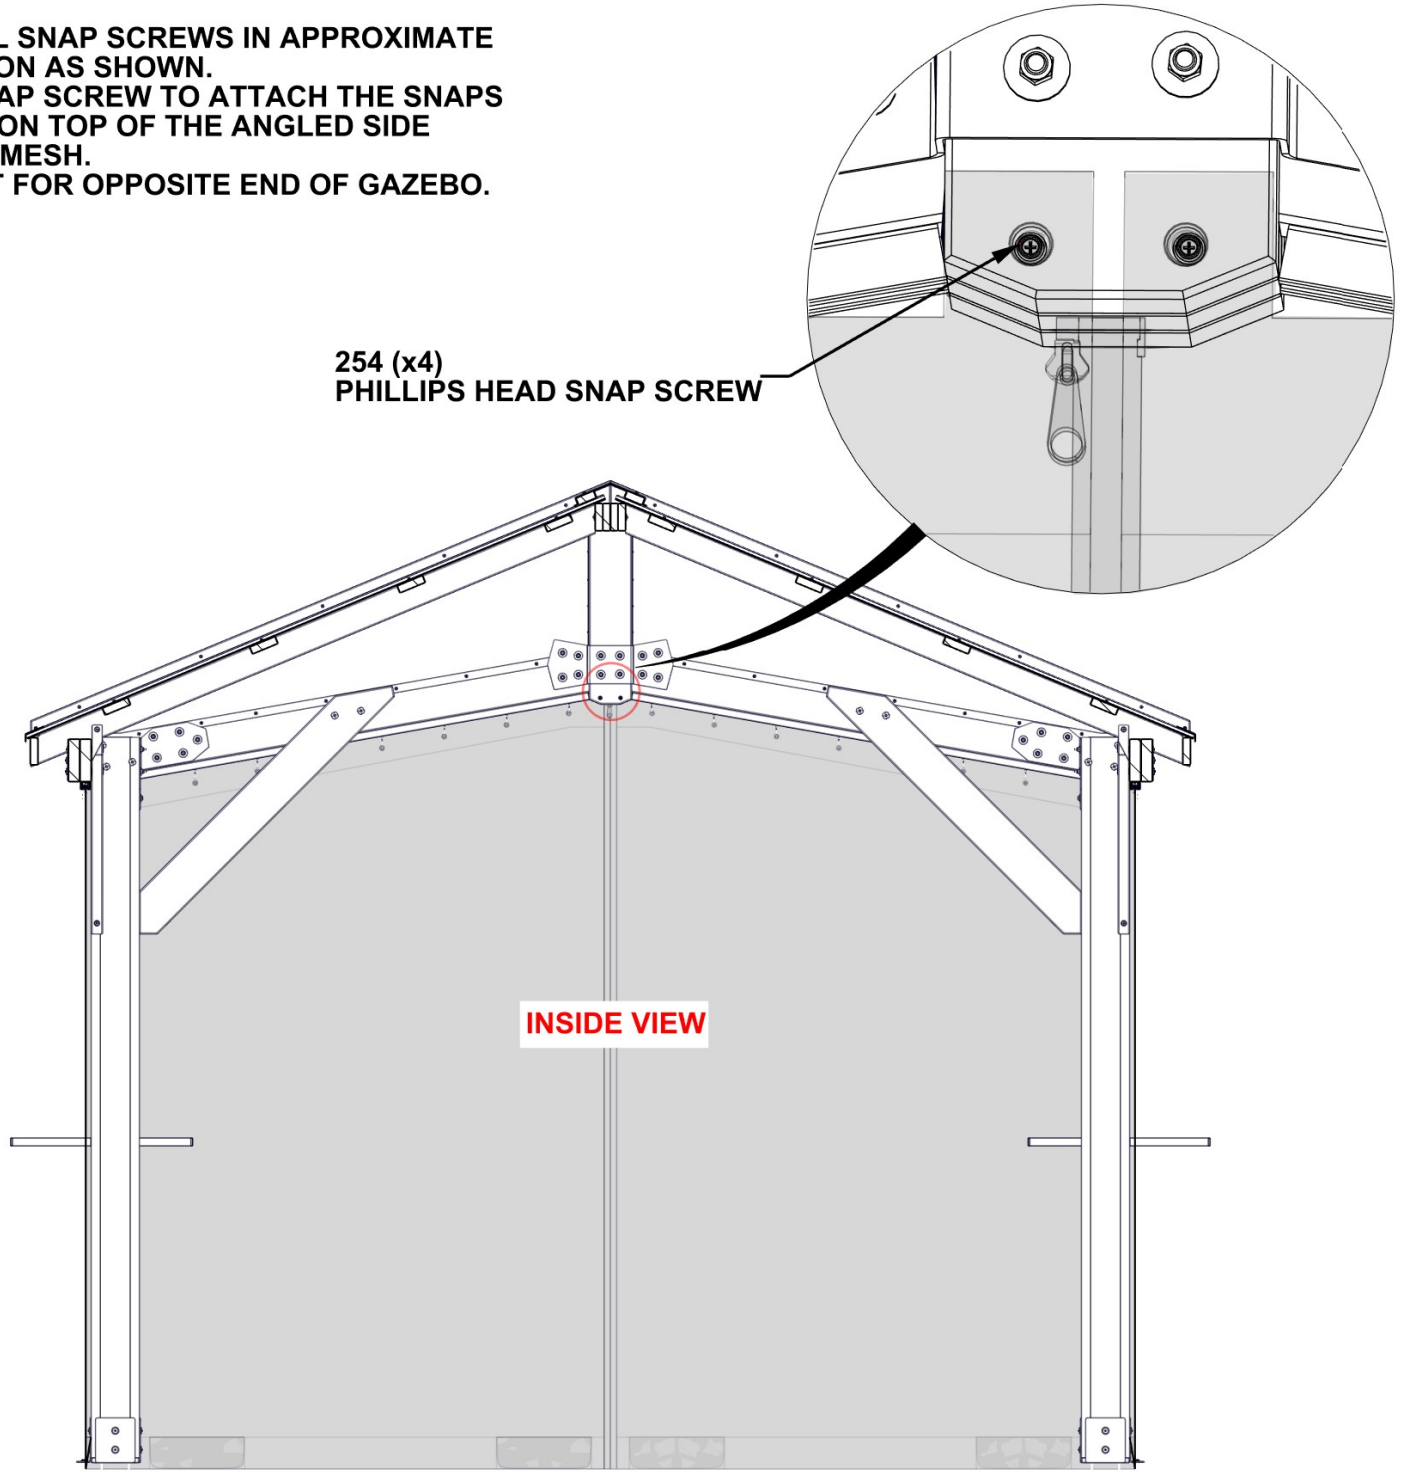 L SNAP SCREWS IN APPROXIMATE
ON AS SHOWN.
AP SCREW TO ATTACH THE SNAPS
ON TOP OF THE ANGLED SIDE
MESH.
T FOR OPPOSITE END OF GAZEBO.
254 (x4)
PHILLIPS HEAD SNAP SCREW
INSIDE VIEW